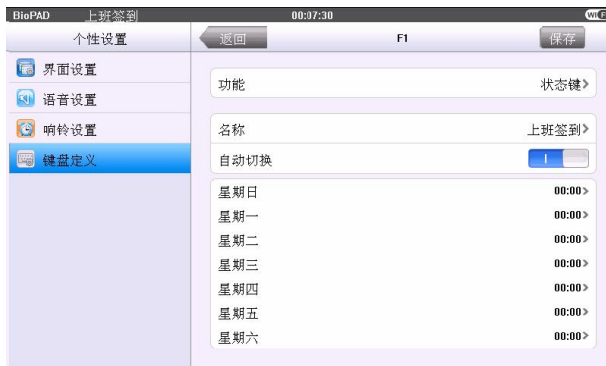 BioPAD 上班签到 00:07:30
个性设置 返回 F1 保存
界面设置
语音设置
响铃设置
键盘定义
功能 状态键>
名称 上班签到>
自动切换
星期日 00:00>
星期一 00:00>
星期二 00:00>
星期三 00:00>
星期四 00:00>
星期五 00:00>
星期六 00:00>